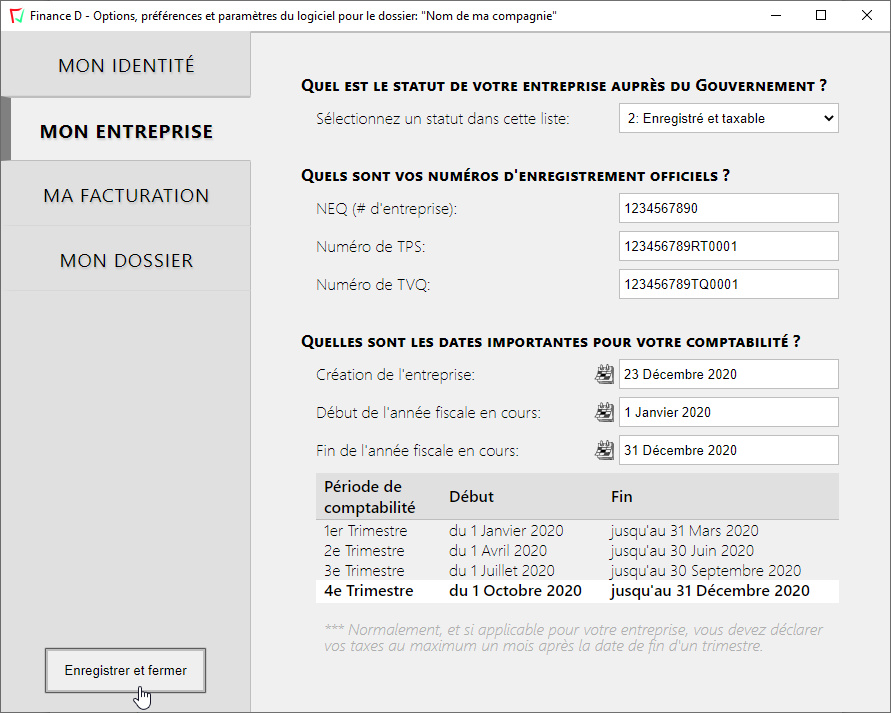 Finance D - Options, préférences et paramètres du logiciel pour le dossier: "Nom de ma compagnie"
MON IDENTITÉ
MON ENTREPRISE
MA FACTURATION
MON DOSSIER
Enregistrer et fermer
Quel est le statut de votre entreprise auprès du Gouvernement ?
Sélectionnez un statut dans cette liste: 2: Enregistré et taxable
Quels sont vos numéros d'enregistrement officiels ?
NEQ (# d'entreprise): 1234567890
Numéro de TPS: 123456789RT0001
Numéro de TVQ: 123456789TQ0001
Quelles sont les dates importantes pour votre comptabilité ?
Création de l'entreprise: 23 Décembre 2020
Début de l'année fiscale en cours: 1 Janvier 2020
Fin de l'année fiscale en cours: 31 Décembre 2020
Période de comptabilité Début Fin
1er Trimestre du 1 Janvier 2020 jusqu'au 31 Mars 2020
2e Trimestre du 1 Avril 2020 jusqu'au 30 Juin 2020
3e Trimestre du 1 Juillet 2020 jusqu'au 30 Septembre 2020
4e Trimestre du 1 Octobre 2020 jusqu'au 31 Décembre 2020
*** Normalement, et si applicable pour votre entreprise, vous devez déclarer
vos taxes au maximum un mois après la date de fin d'un trimestre.